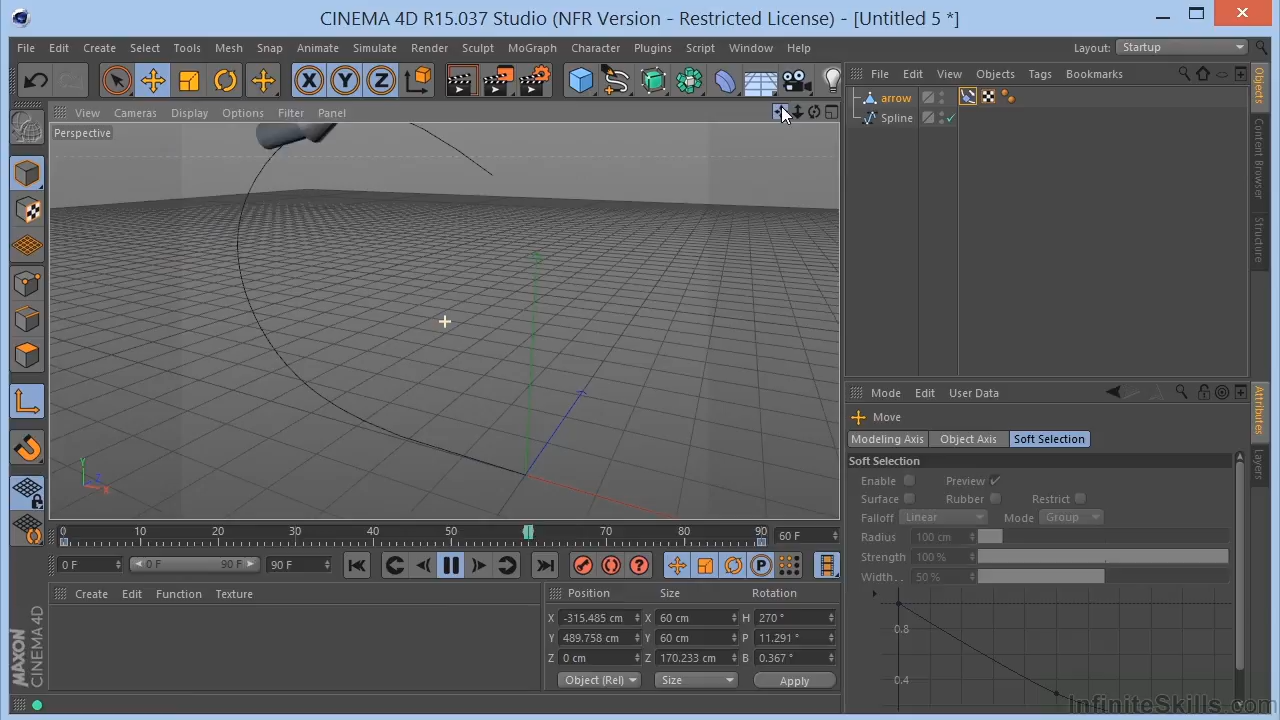 CINEMA 4D R15.037 Studio (NFR Version - Restricted License) - [Untitled 5 *]
File Edit Create Select Tools Mesh Snap Animate Simulate Render Sculpt MoGraph Character Plugins Script Window Help Layout: Startup
X Y Z
File Edit View Objects Tags Bookmarks
View Cameras Display Options Filter Panel
Perspective
arrow
Spline
Objects
Content Browser
Structure
Y Z X
Mode Edit User Data
Move
Modeling Axis Object Axis Soft Selection
Soft Selection
Enable Preview
Surface Rubber Restrict
Falloff Linear Mode Group
Radius 100 cm
Strength 100 %
Width . . 50 %
0.8
0.4
Attributes
Layers
0 10 20 30 40 50 70 80 90 60 F
0 F 0 F 90 F 90 F
P
Create Edit Function Texture
Position Size Rotation
X -315.485 cm X 60 cm H 270 °
Y 489.758 cm Y 60 cm P 11.291 °
Z 0 cm Z 170.233 cm B 0.367 °
Object (Rel) Size Apply
MAXON
CINEMA 4D
InfiniteSkills.com